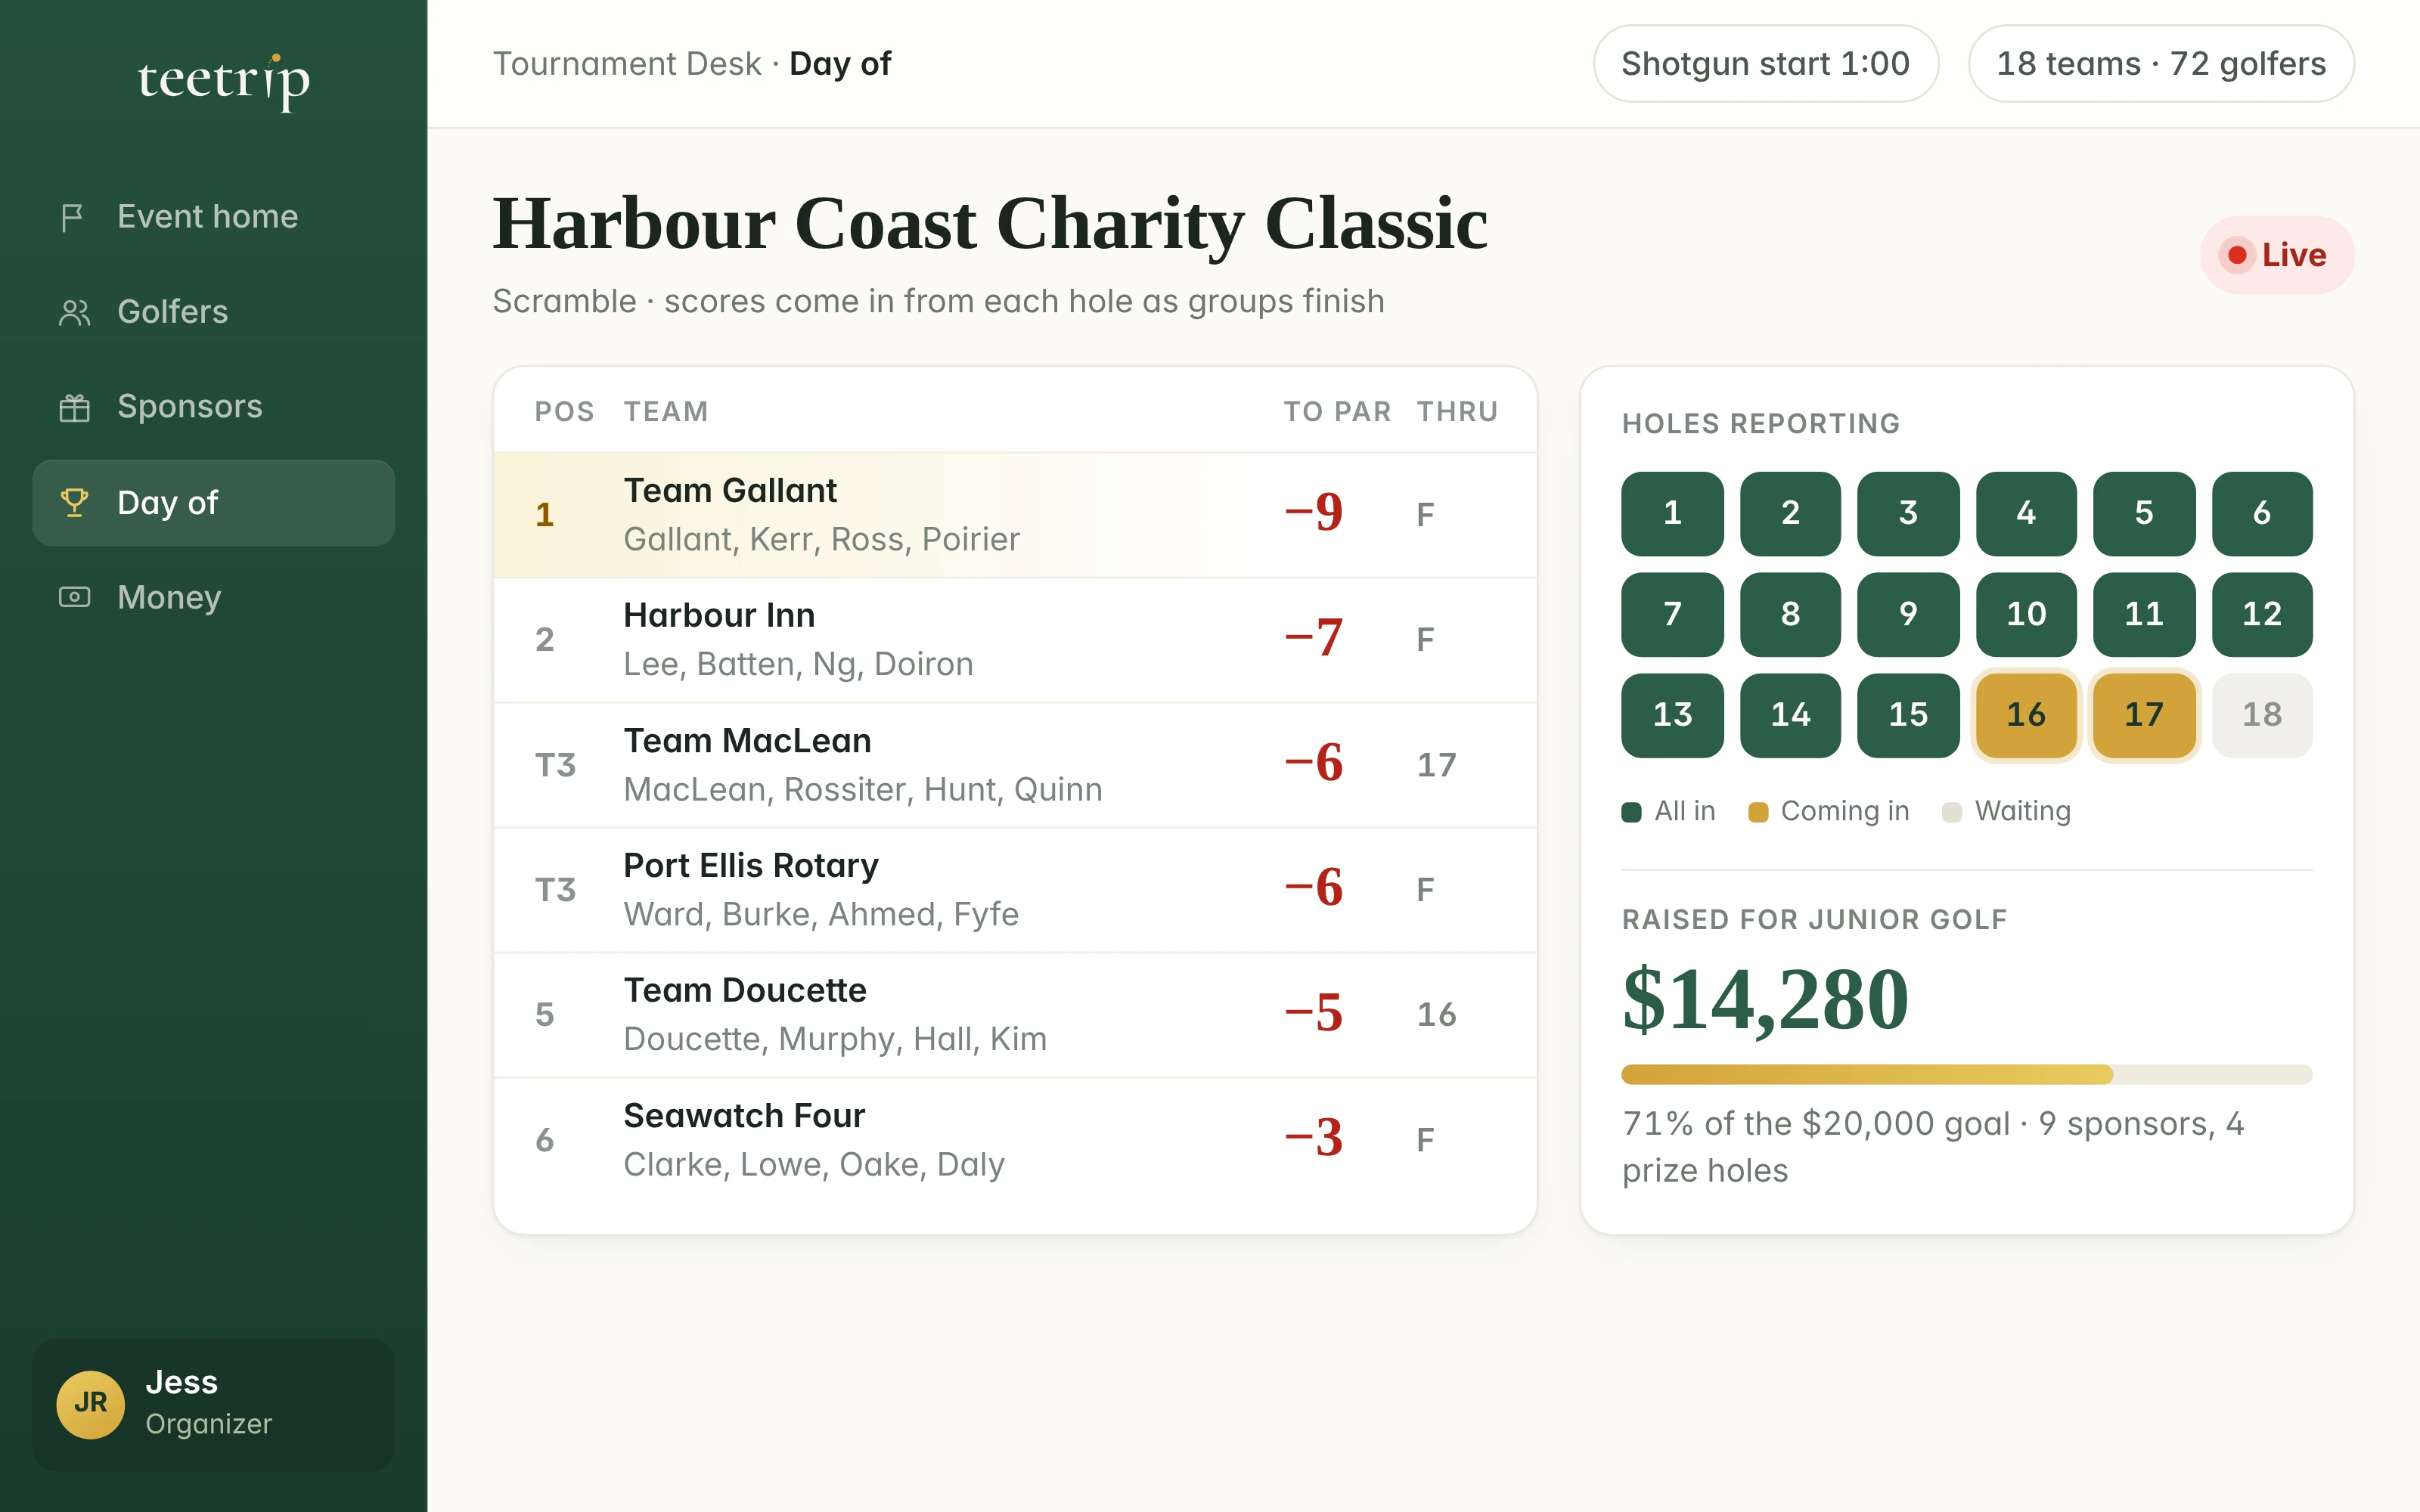 teetrip
Event home
Golfers
Sponsors
Day of
Money
JR
Jess
Organizer
Tournament Desk · Day of
Shotgun start 1:00
18 teams · 72 golfers
Harbour Coast Charity Classic
Scramble · scores come in from each hole as groups finish
Live
POS TEAM TO PAR THRU
1 Team Gallant −9 F
Gallant, Kerr, Ross, Poirier
2 Harbour Inn −7 F
Lee, Batten, Ng, Doiron
T3 Team MacLean −6 17
MacLean, Rossiter, Hunt, Quinn
T3 Port Ellis Rotary −6 F
Ward, Burke, Ahmed, Fyfe
5 Team Doucette −5 16
Doucette, Murphy, Hall, Kim
6 Seawatch Four −3 F
Clarke, Lowe, Oake, Daly
HOLES REPORTING
1 2 3 4 5 6
7 8 9 10 11 12
13 14 15 16 17 18
All in Coming in Waiting
RAISED FOR JUNIOR GOLF
$14,280
71% of the $20,000 goal · 9 sponsors, 4
prize holes